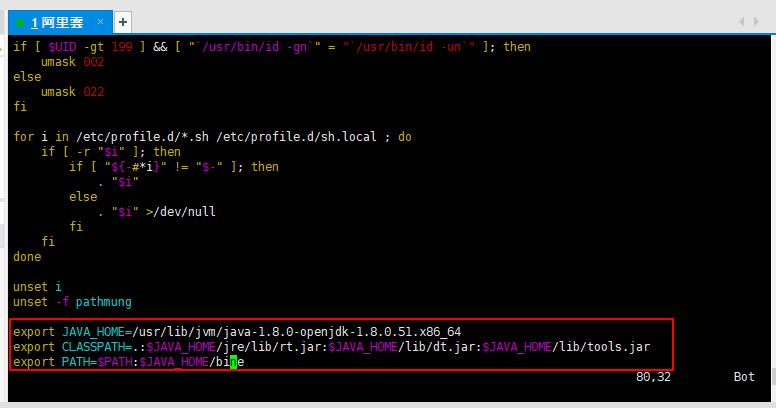 1 阿里云
+
if [ $UID -gt 199 ] && [ "`/usr/bin/id -gn`" = "`/usr/bin/id -un`" ]; then
    umask 002
else
    umask 022
fi

for i in /etc/profile.d/*.sh /etc/profile.d/sh.local ; do
    if [ -r "$i" ]; then
        if [ "${-#*i}" != "$-" ]; then
            . "$i"
        else
            . "$i" >/dev/null
        fi
    fi
done

unset i
unset -f pathmung

export JAVA_HOME=/usr/lib/jvm/java-1.8.0-openjdk-1.8.0.51.x86_64
export CLASSPATH=.:$JAVA_HOME/jre/lib/rt.jar:$JAVA_HOME/lib/dt.jar:$JAVA_HOME/lib/tools.jar
export PATH=$PATH:$JAVA_HOME/bine
80,32 Bot